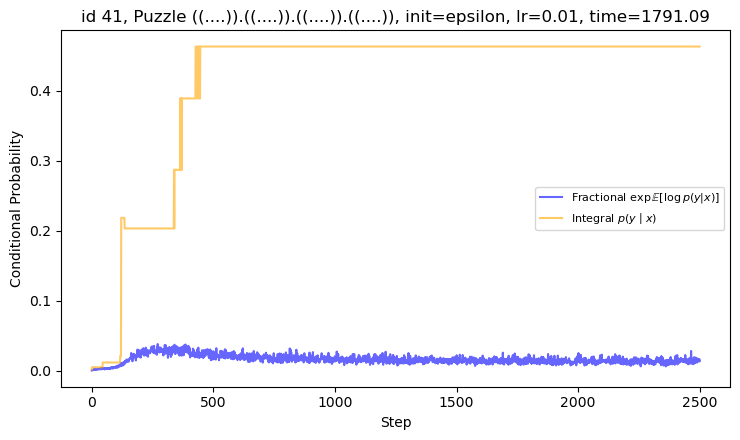 id 41, Puzzle ((....)).((....)).((....)).((....)), init=epsilon, lr=0.01, time=1791.09
Conditional Probability
0.4
0.3
0.2
0.1
0.0
Fractional exp𝔼[log p(y|x)]
Integral p(y | x)
0 500 1000 1500 2000 2500
Step